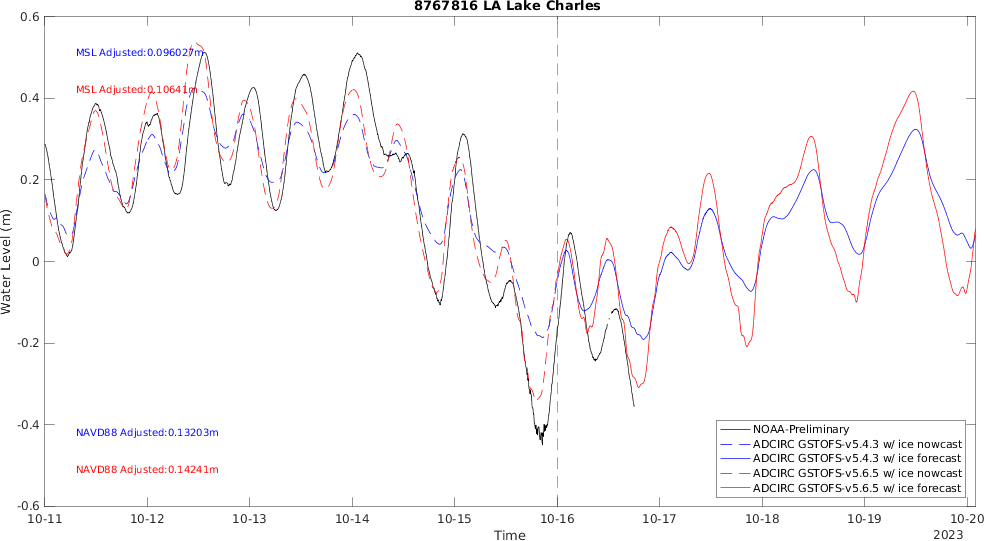 8767816 LA Lake Charles
0.6
0.4
0.2
0
-0.2
-0.4
-0.6
Water Level (m)
MSL Adjusted:0.096027m
MSL Adjusted:0.10641m
NAVD88 Adjusted:0.13203m
NAVD88 Adjusted:0.14241m
NOAA-Preliminary
ADCIRC GSTOFS-v5.4.3 w/ ice nowcast
ADCIRC GSTOFS-v5.4.3 w/ ice forecast
ADCIRC GSTOFS-v5.6.5 w/ ice nowcast
ADCIRC GSTOFS-v5.6.5 w/ ice forecast
10-11 10-12 10-13 10-14 10-15 10-16 10-17 10-18 10-19 10-20
Time
2023